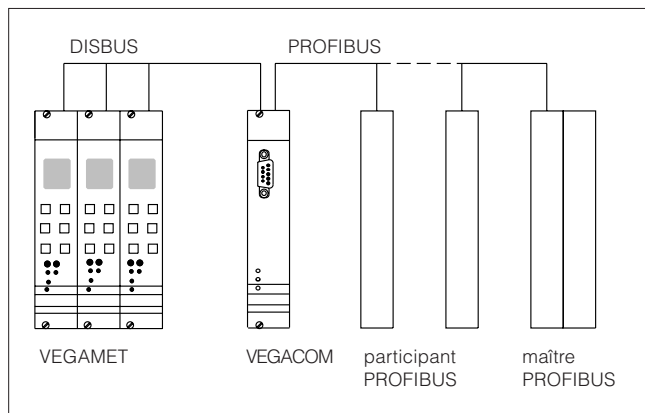 DISBUS
PROFIBUS
VEGAMET
VEGACOM
participant
PROFIBUS
maître
PROFIBUS